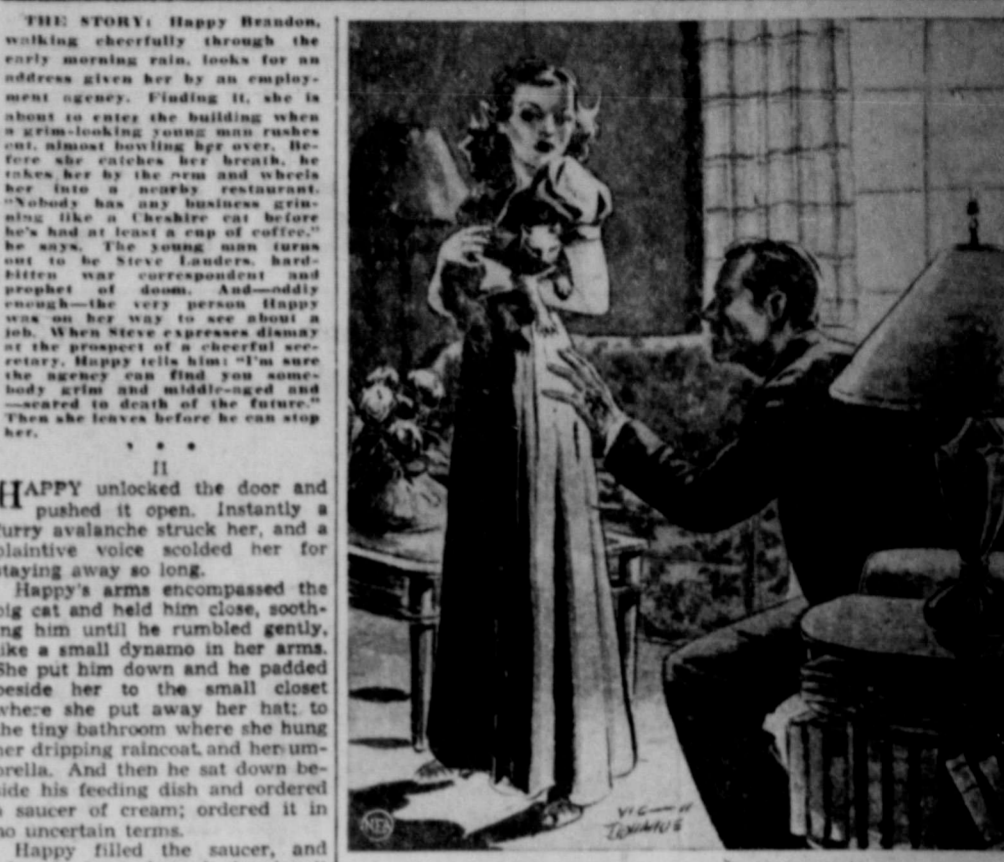 THE STORY: Happy Brandon,
walking cheerfully through the
early morning rain, looks for an
address given her by an employ-
ment agency. Finding it, she is
about to enter the building when
a grim-looking young man rushes
out, almost bowling her over. Be-
fore she catches her breath, he
takes her by the arm and wheels
her into a nearby restaurant.
"Nobody has any business grin-
ning like a Cheshire cat before
he's had at least a cup of coffee,"
he says. The young man turns
out to be Steve Landers, hard-
bitten war correspondent and
prophet of doom. And—oddly
enough—the very person Happy
was on her way to see about a
job. When Steve expresses dismay
at the prospect of a cheerful sec-
retary, Happy tells him: "I'm sure
the agency can find you some-
body grim and middle-aged and
—scared to death of the future."
Then she leaves before he can stop
her.
* * *
II
HAPPY unlocked the door and
pushed it open. Instantly a
furry avalanche struck her, and a
plaintive voice scolded her for
staying away so long.
Happy's arms encompassed the
big cat and held him close, sooth-
ing him until he rumbled gently,
like a small dynamo in her arms.
She put him down and he padded
beside her to the small closet
where she put away her hat; to
the tiny bathroom where she hung
her dripping raincoat and her um-
brella. And then he sat down be-
side his feeding dish and ordered
a saucer of cream; ordered it in
no uncertain terms.
Happy filled the saucer, and
NEA